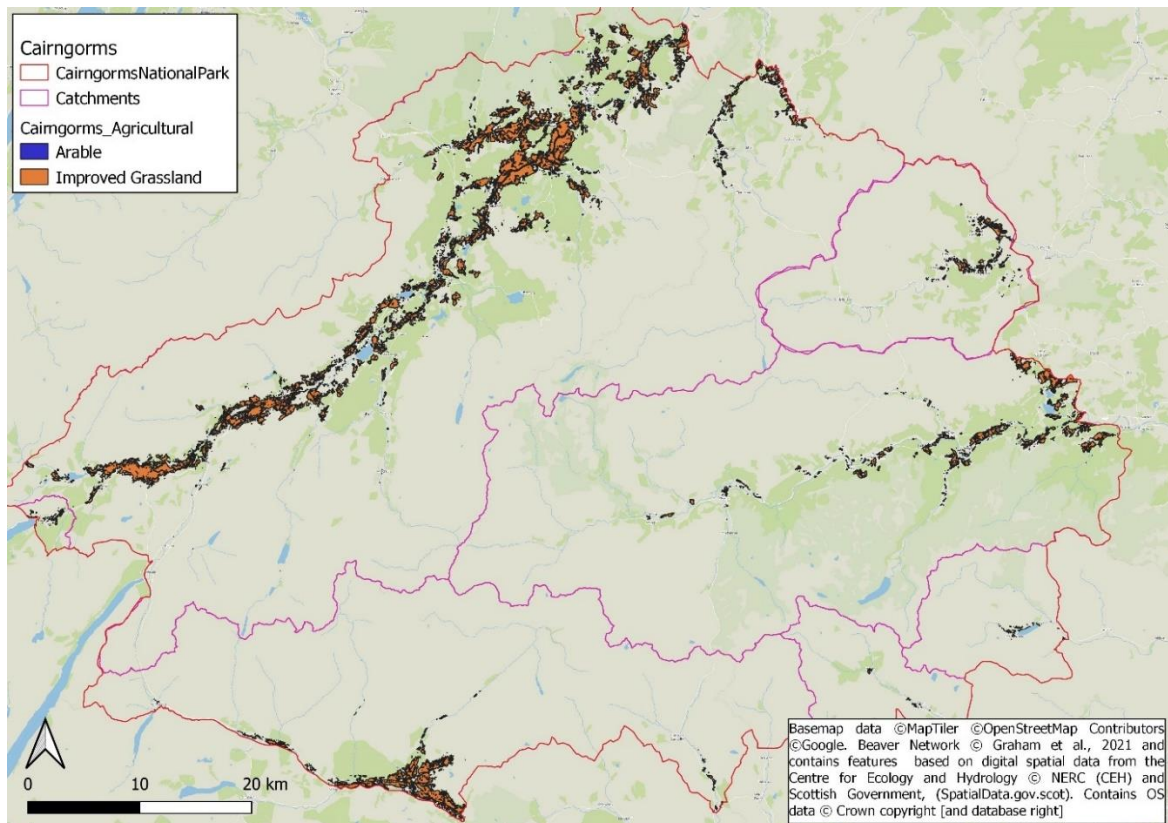 Cairngorms
CairngormsNationalPark
Catchments
Cairngorms_Agricultural
Arable
Improved Grassland
0 10 20 km
Basemap data ©MapTiler ©OpenStreetMap Contributors
©Google. Beaver Network © Graham et al., 2021 and
contains features based on digital spatial data from the
Centre for Ecology and Hydrology © NERC (CEH) and
Scottish Government, (SpatialData.gov.scot). Contains OS
data © Crown copyright [and database right]